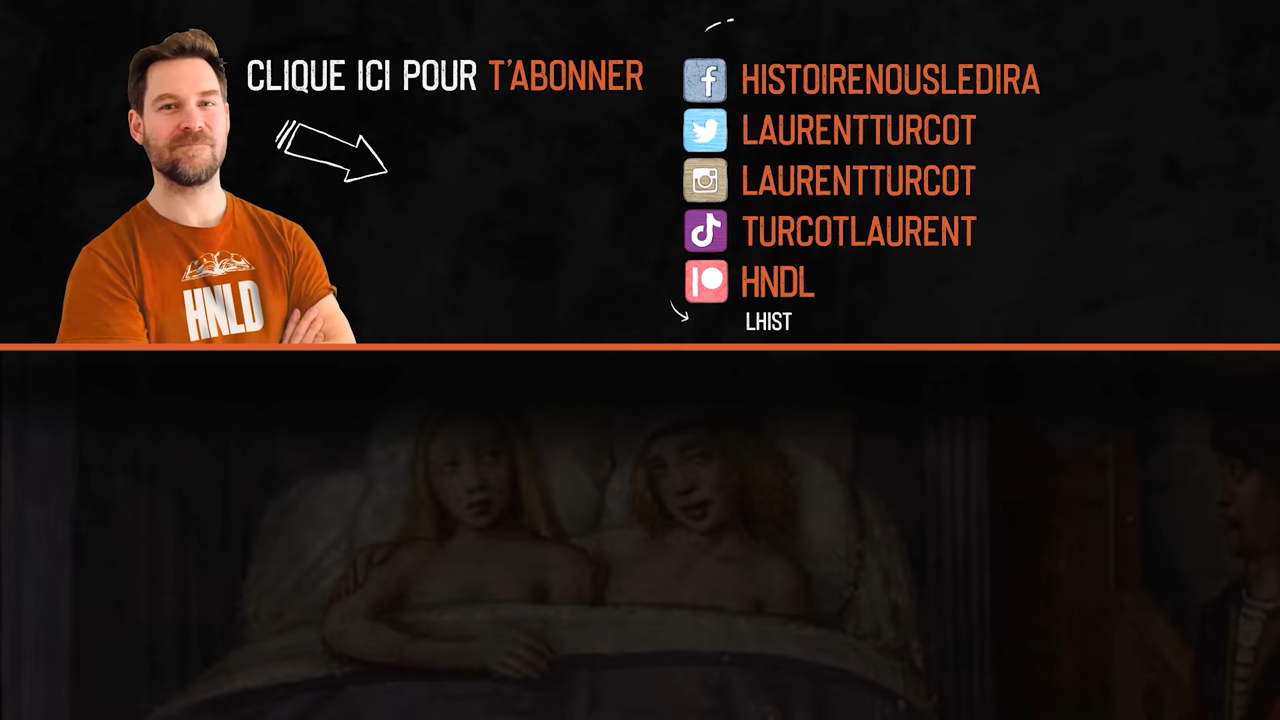 CLIQUE ICI POUR T'ABONNER
HNLD
HISTOIRENOUSLEDIRA
LAURENTTURCOT
LAURENTTURCOT
TURCOTLAURENT
HNDL
LHIST